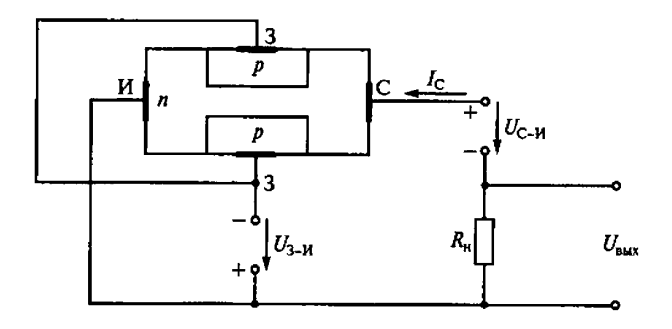 З
p
И
n
С
I_С
+
U_С-И
−
p
З
−
U_З-И
+
R_н
U_вых